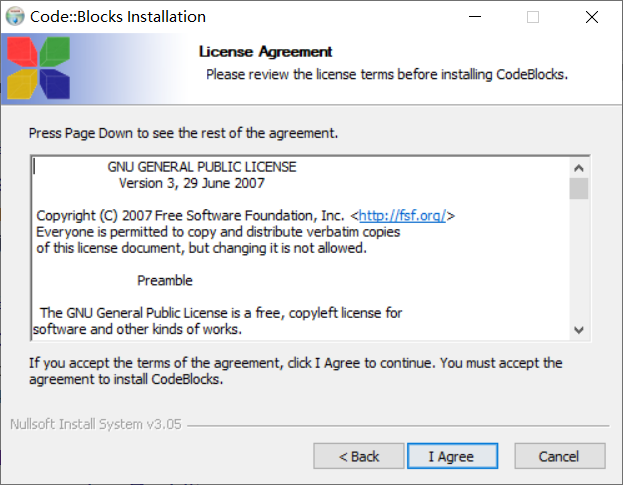 Code::Blocks Installation
License Agreement
Please review the license terms before installing CodeBlocks.
Press Page Down to see the rest of the agreement.
GNU GENERAL PUBLIC LICENSE
Version 3, 29 June 2007
Copyright (C) 2007 Free Software Foundation, Inc. <http://fsf.org/>
Everyone is permitted to copy and distribute verbatim copies
of this license document, but changing it is not allowed.
Preamble
The GNU General Public License is a free, copyleft license for
software and other kinds of works.
If you accept the terms of the agreement, click I Agree to continue. You must accept the
agreement to install CodeBlocks.
Nullsoft Install System v3.05
< Back
I Agree
Cancel